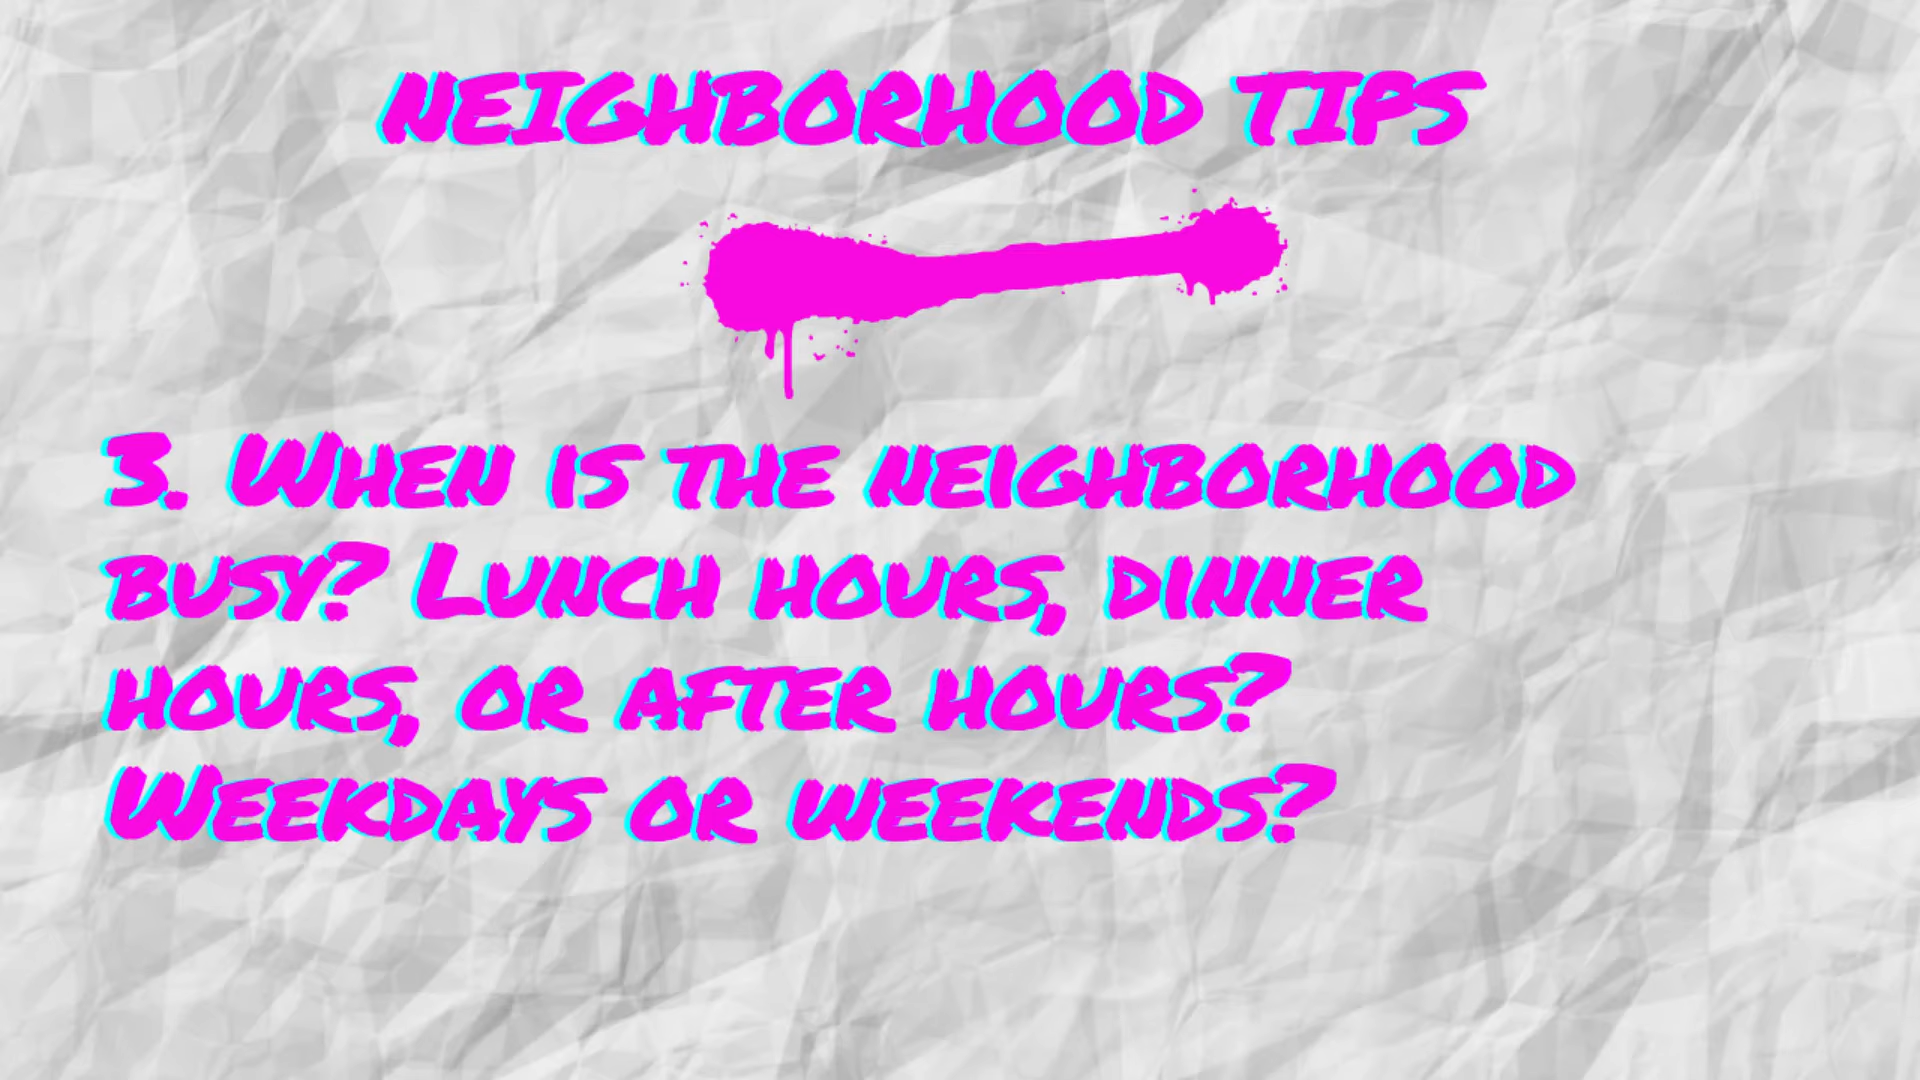 NEIGHBORHOOD TIPS
3. WHEN IS THE NEIGHBORHOOD
BUSY? LUNCH HOURS, DINNER
HOURS, OR AFTER HOURS?
WEEKDAYS OR WEEKENDS?